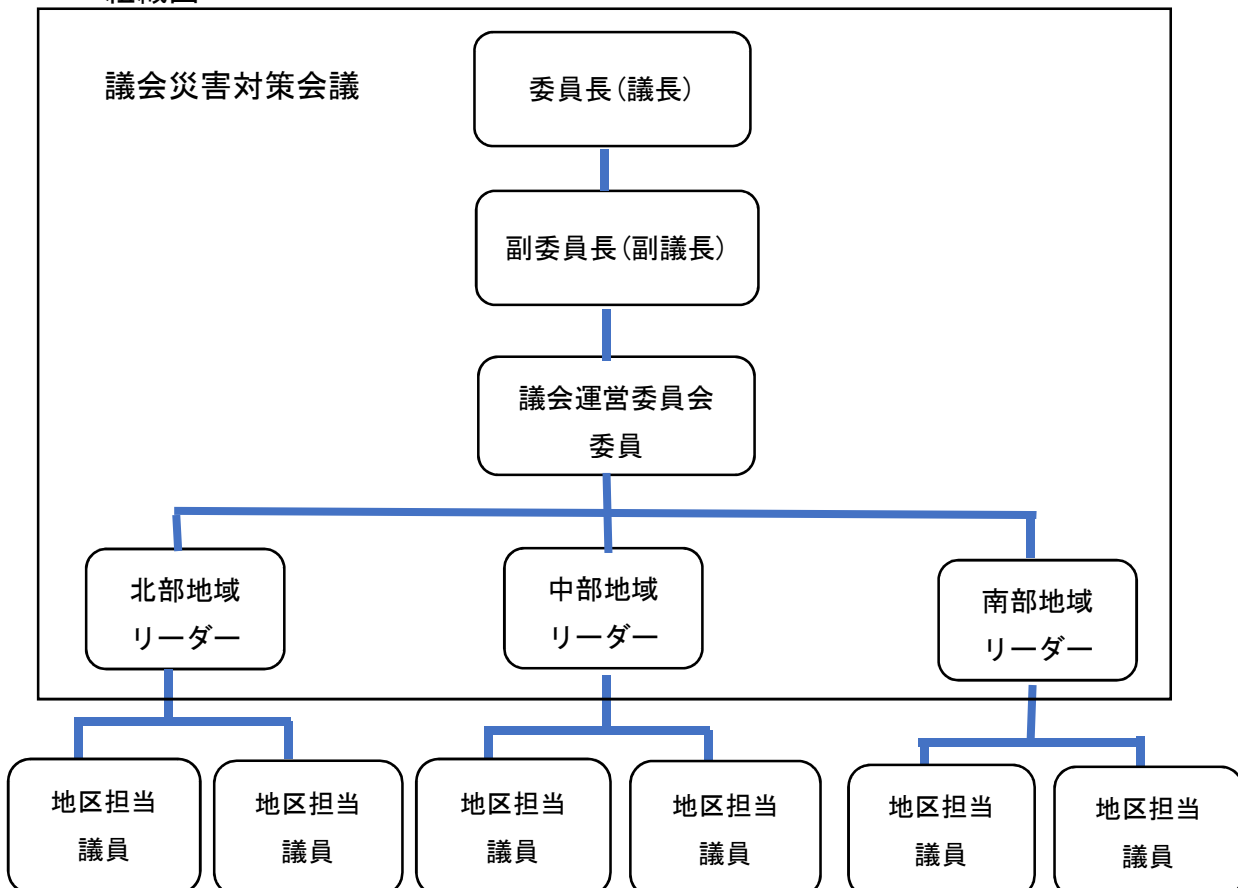 議会災害対策会議
委員長(議長)
副委員長(副議長)
議会運営委員会
委員
北部地域
リーダー
中部地域
リーダー
南部地域
リーダー
地区担当
議員
地区担当
議員
地区担当
議員
地区担当
議員
地区担当
議員
地区担当
議員